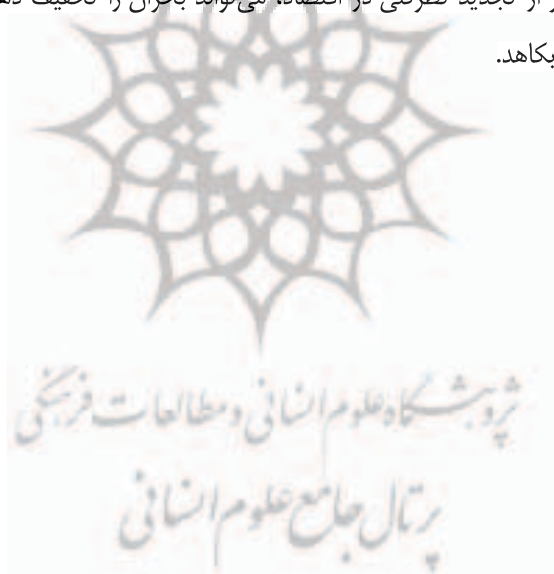 از تجدید نظرکلی در اقتصاد، می‌تواند بحران را تخفیف
بکاهد.
پژوهشگاه علوم انسانی و مطالعات فرهنگی
پرتال جامع علوم انسانی